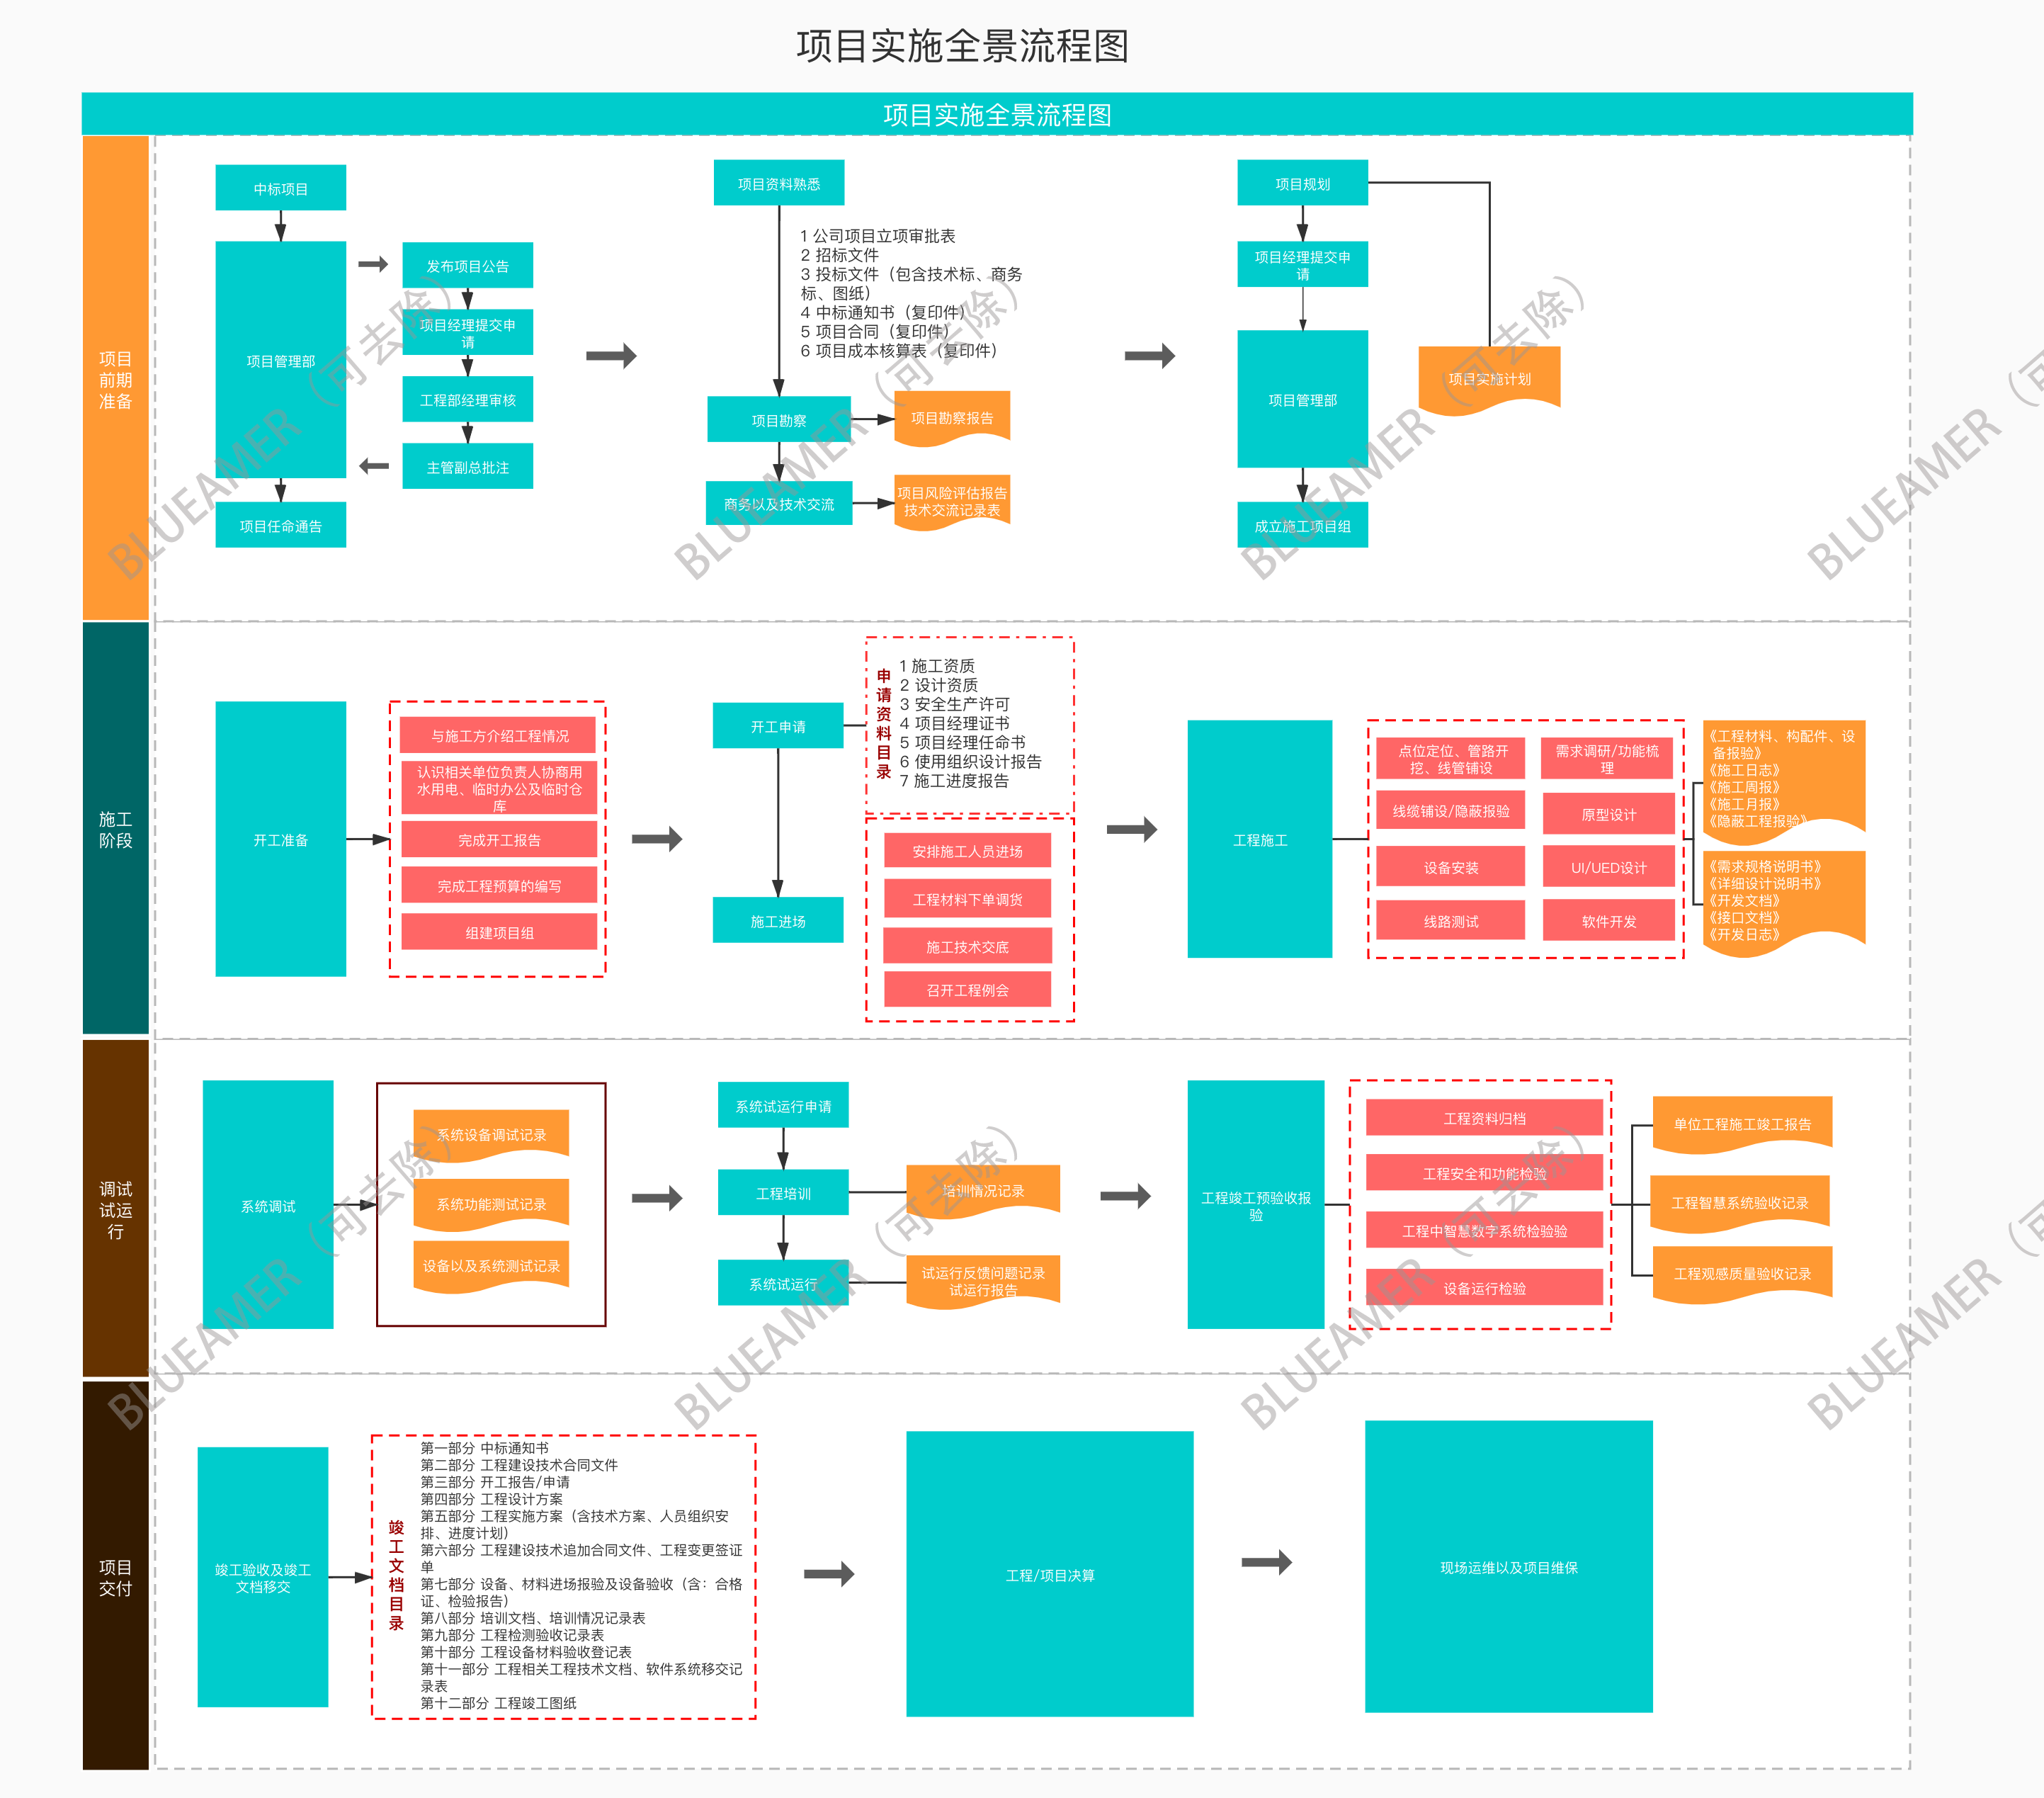 项目实施全景流程图
项目实施全景流程图
项目
前期
准备
中标项目
项目管理部
项目任命通告
发布项目公告
项目经理提交申
请
工程部经理审核
主管副总批注
项目资料熟悉
1 公司项目立项审批表
2 招标文件
3 投标文件（包含技术标、商务
标、图纸）
4 中标通知书（复印件）
5 项目合同（复印件）
6 项目成本核算表（复印件）
项目勘察
项目勘察报告
商务以及技术交流
项目风险评估报告
技术交流记录表
项目规划
项目经理提交申
请
项目管理部
成立施工项目组
项目实施计划
施工
阶段
开工准备
与施工方介绍工程情况
认识相关单位负责人协商用
水用电、临时办公及临时仓
库
完成开工报告
完成工程预算的编写
组建项目组
开工申请
施工进场
申
请
资
料
目
录
1 施工资质
2 设计资质
3 安全生产许可
4 项目经理证书
5 项目经理任命书
6 使用组织设计报告
7 施工进度报告
安排施工人员进场
工程材料下单调货
施工技术交底
召开工程例会
工程施工
点位定位、管路开
挖、线管铺设
线缆铺设/隐蔽报验
设备安装
线路测试
需求调研/功能梳
理
原型设计
UI/UED设计
软件开发
《工程材料、构配件、设
备报验》
《施工日志》
《施工周报》
《施工月报》
《隐蔽工程报验》
《需求规格说明书》
《详细设计说明书》
《开发文档》
《接口文档》
《开发日志》
调试
试运
行
系统调试
系统设备调试记录
系统功能测试记录
设备以及系统测试记录
系统试运行申请
工程培训
培训情况记录
系统试运行
试运行反馈问题记录
试运行报告
工程竣工预验收报
验
工程资料归档
工程安全和功能检验
工程中智慧数字系统检验验
设备运行检验
单位工程施工竣工报告
工程智慧系统验收记录
工程观感质量验收记录
项目
交付
竣工验收及竣工
文档移交
竣
工
文
档
目
录
第一部分 中标通知书
第二部分 工程建设技术合同文件
第三部分 开工报告/申请
第四部分 工程设计方案
第五部分 工程实施方案（含技术方案、人员组织安
排、进度计划）
第六部分 工程建设技术追加合同文件、工程变更签证
单
第七部分 设备、材料进场报验及设备验收（含：合格
证、检验报告）
第八部分 培训文档、培训情况记录表
第九部分 工程检测验收记录表
第十部分 工程设备材料验收登记表
第十一部分 工程相关工程技术文档、软件系统移交记
录表
第十二部分 工程竣工图纸
工程/项目决算
现场运维以及项目维保
BLUEAMER（可去除）
BLUEAMER（可去除）
BLUEAMER（可去除）
BLUEAMER（可
BLUEAMER（可去除）
BLUEAMER（可去除）
BLUEAMER（可去除）
BLUEAMER（可